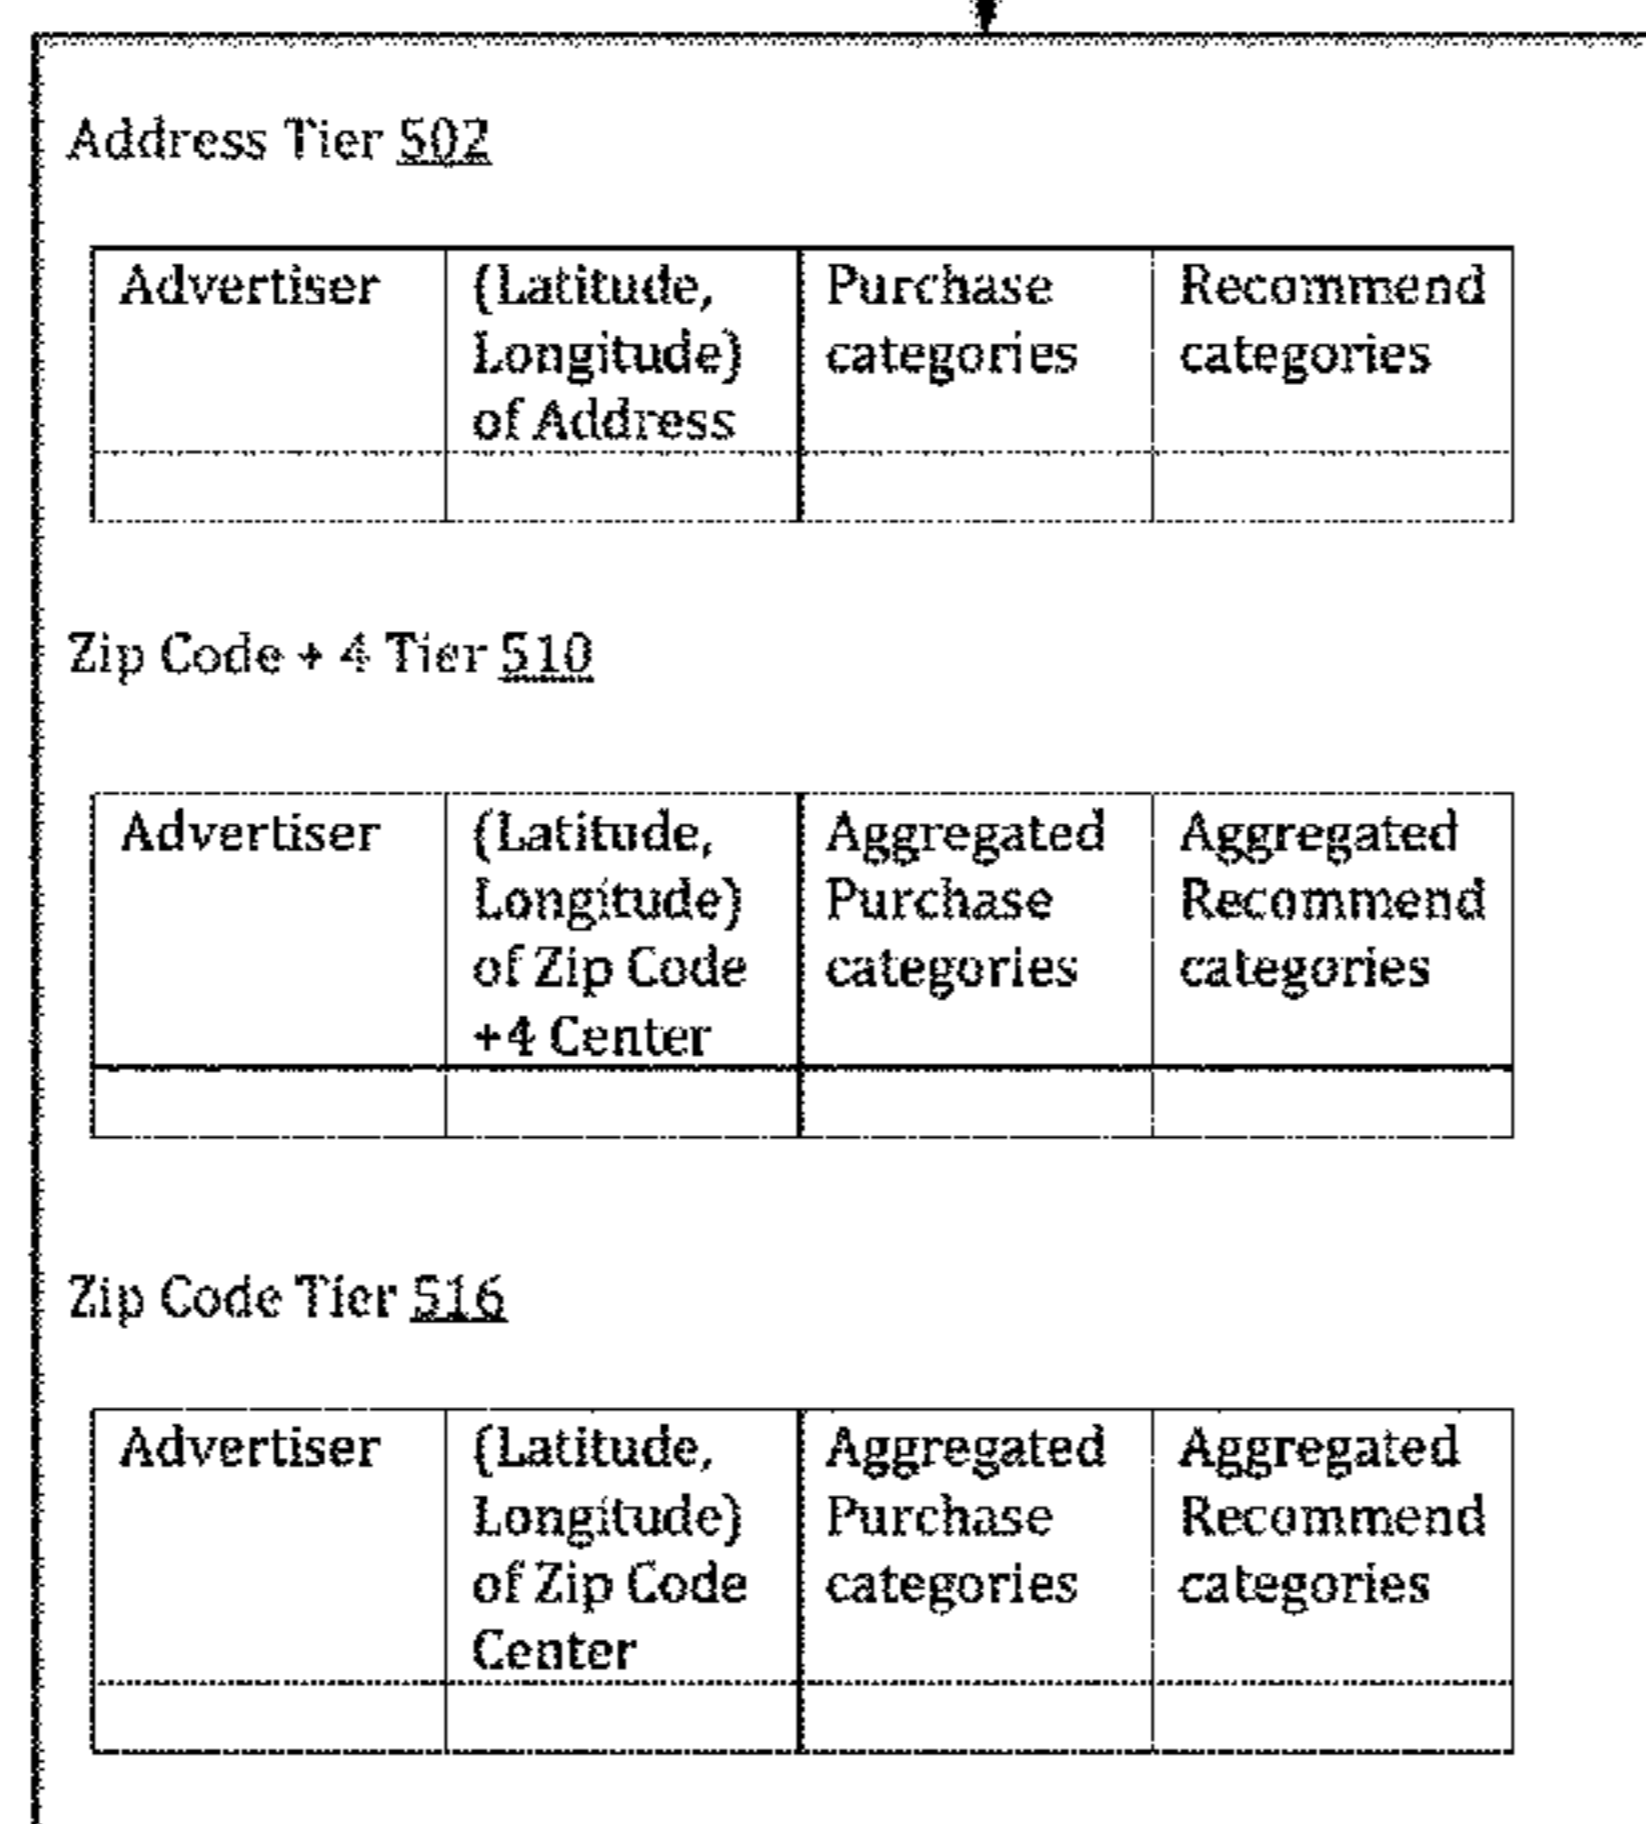 Address Tier 502
Advertiser
(Latitude,
Longitude)
of Address
Purchase
categories
Recommend
categories
Zip Code + 4 Tier 510
Advertiser
(Latitude,
Longitude)
of Zip Code
+4 Center
Aggregated
Purchase
categories
Aggregated
Recommend
categories
Zip Code Tier 516
Advertiser
(Latitude,
Longitude)
of Zip Code
Center
Aggregated
Purchase
categories
Aggregated
Recommend
categories